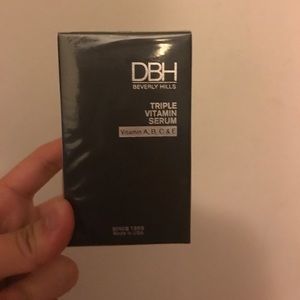 DBH
BEVERLY HILLS
TRIPLE
VITAMIN
SERUM
Vitamin A, B, C & E
Made in USA